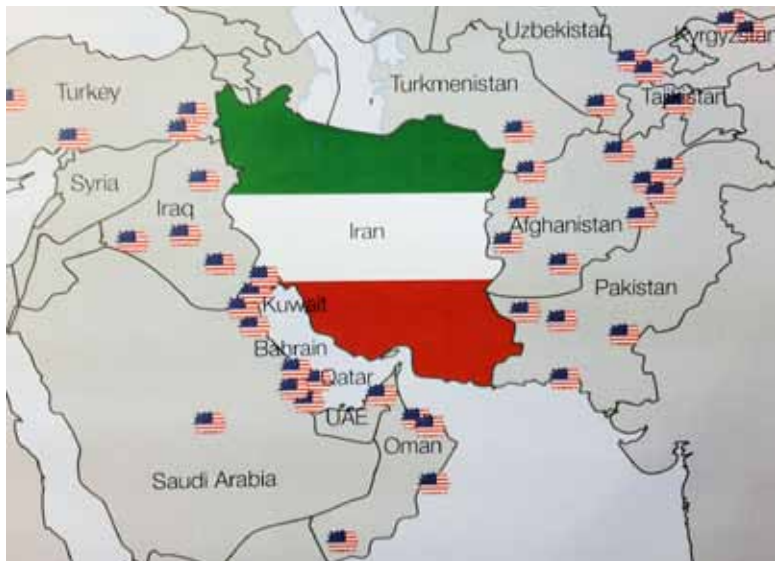 Uzbekistan
Kyrgyzstan
Turkey
Turkmenistan
Tajikistan
Syria
Iraq
Iran
Afghanistan
Pakistan
Kuwait
Bahrain
Qatar
UAE
Oman
Saudi Arabia